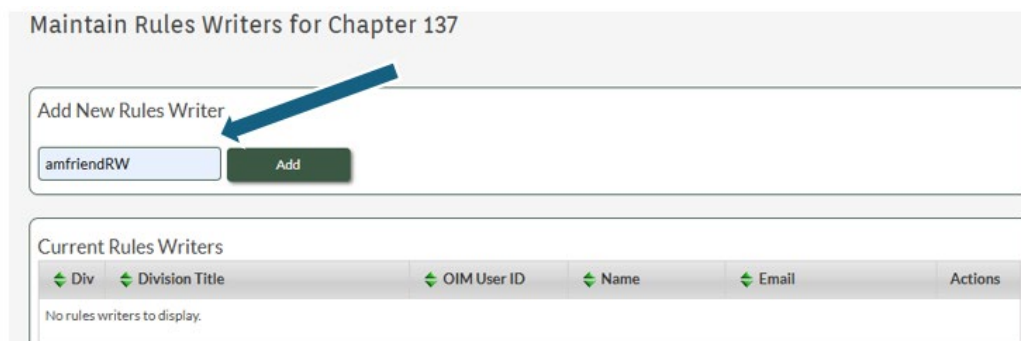 Maintain Rules Writers for Chapter 137
Add New Rules Writer
amfriendRW Add
Current Rules Writers
Div Division Title OIM User ID Name Email Actions
No rules writers to display.